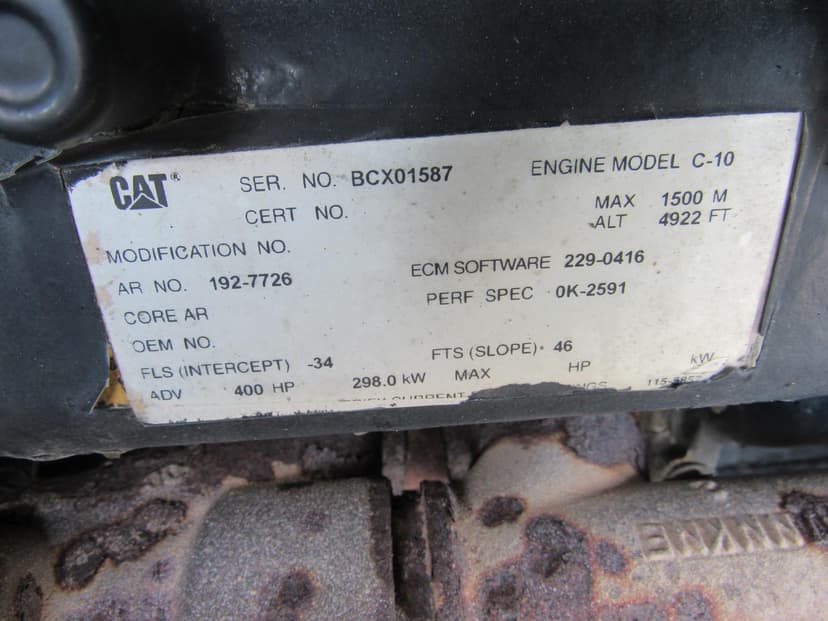 CAT® SER. NO. BCX01587 ENGINE MODEL C-10
CERT NO. MAX 1500 M
ALT 4922 FT
MODIFICATION NO.
AR NO. 192-7726 ECM SOFTWARE 229-0416
CORE AR PERF SPEC 0K-2591
OEM NO.
FLS (INTERCEPT) -34 FTS (SLOPE) 46
ADV 400 HP 298.0 kW MAX HP kW
CURRENT